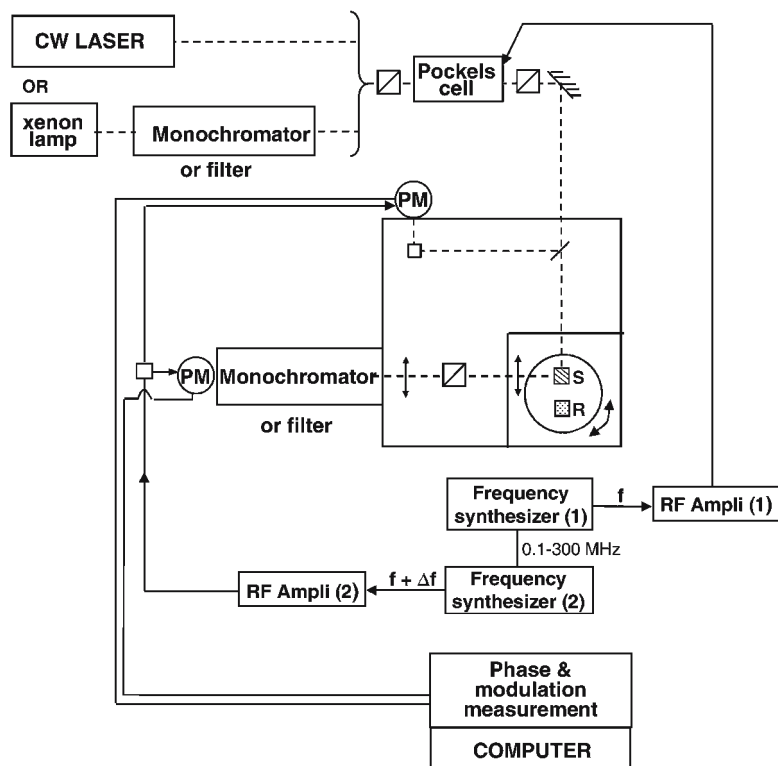 CW LASER
OR
xenon
lamp
Monochromator
or filter
Pockels
cell
PM
PM
Monochromator
or filter
S
R
Frequency
synthesizer (1)
f
RF Ampli (1)
0.1-300 MHz
RF Ampli (2)
f + Δf
Frequency
synthesizer (2)
Phase &
modulation
measurement
COMPUTER